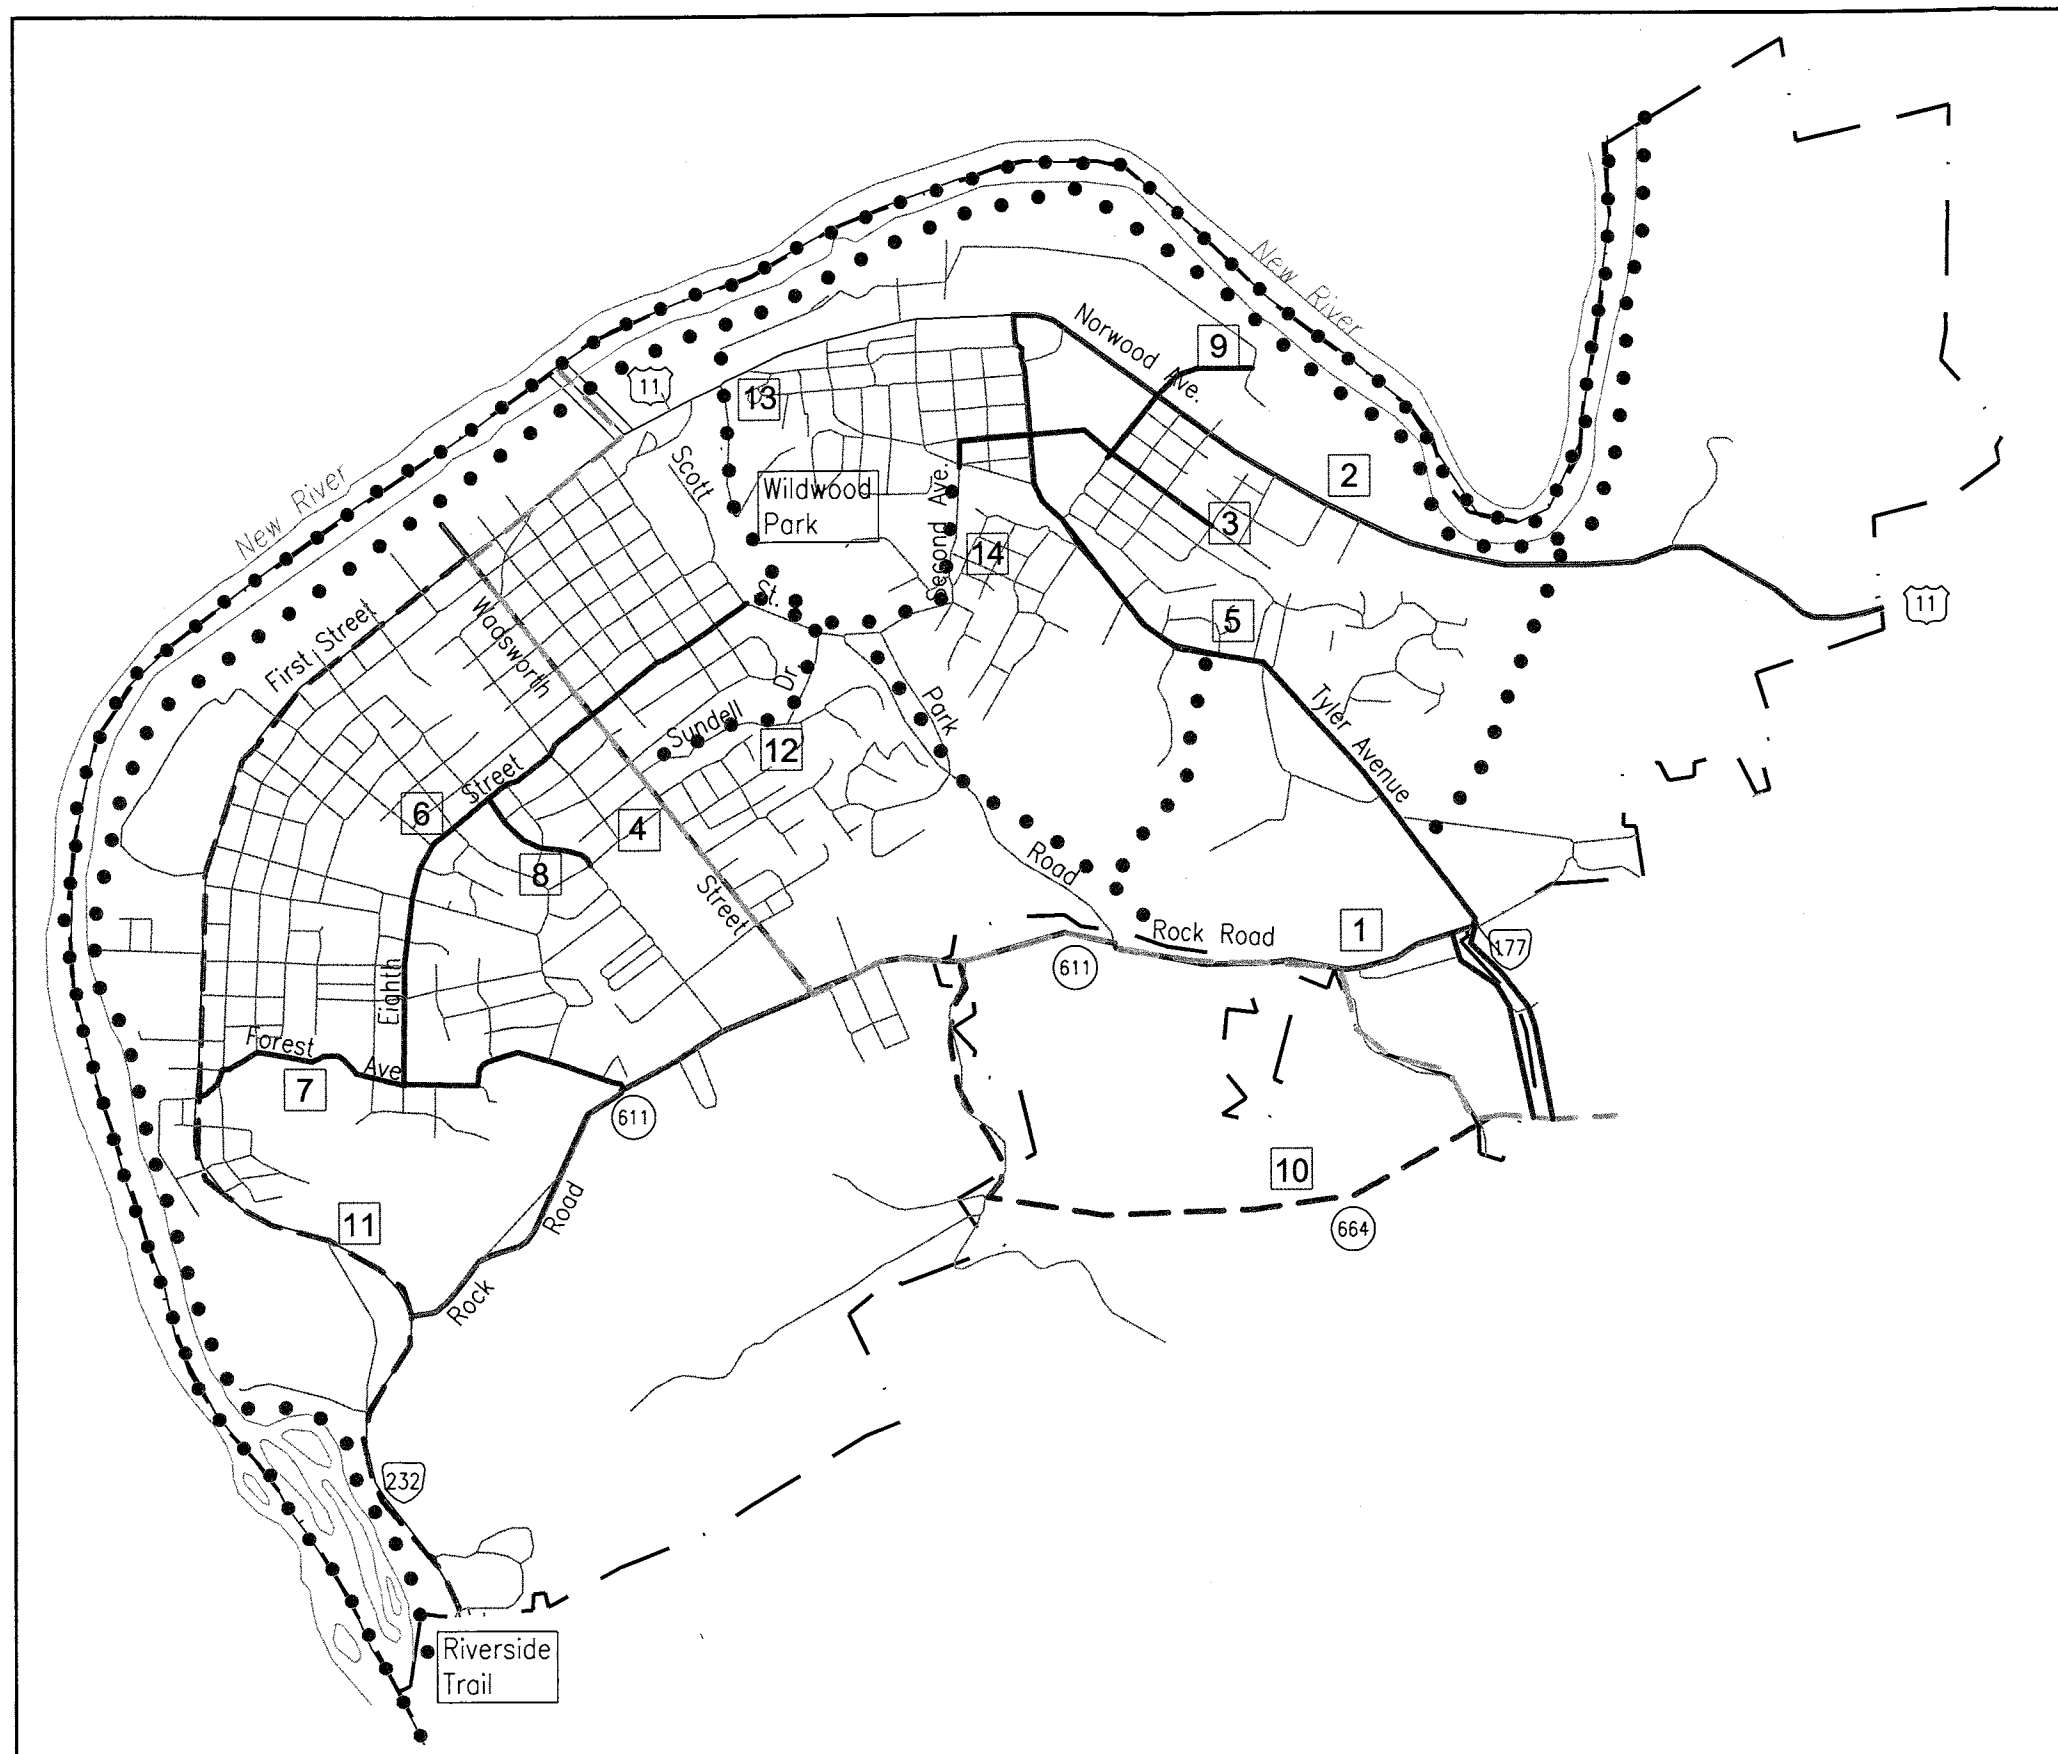 New River
Norwood Ave.
9
11
13
Scott
St.
Wildwood
Park
Second Ave.
2
3
14
New River
First Street
Wadsworth
Street
5
11
Sundell
Dr.
12
Park
Road
Tyler Avenue
6
Street
4
8
Eighth
Rock Road
1
177
611
Forest
Ave
7
611
10
664
11
Rock
Road
232
Riverside
Trail